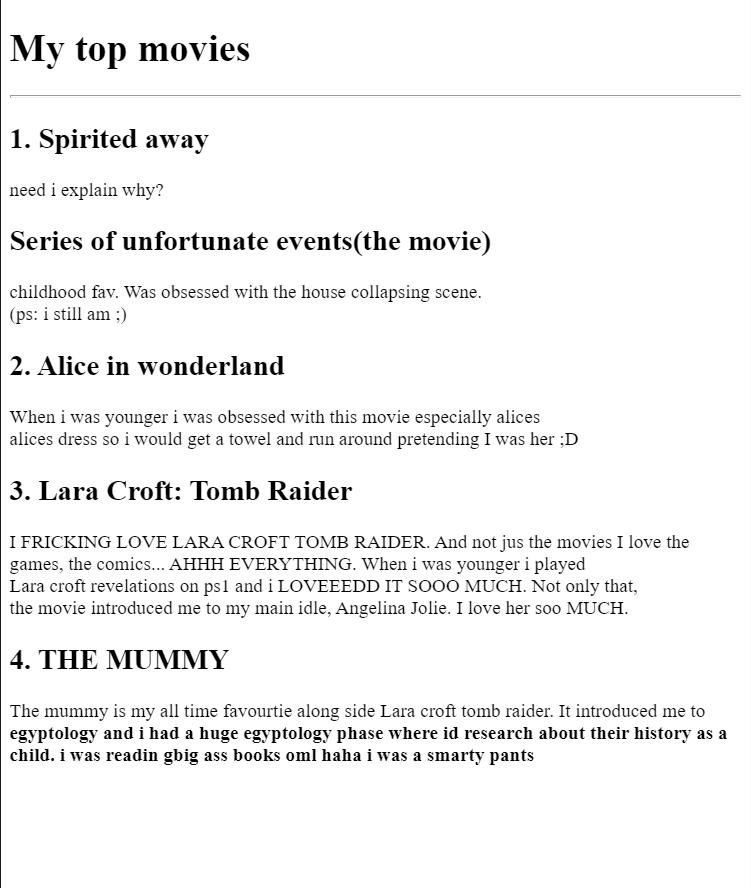 My top movies
1. Spirited away
need i explain why?
Series of unfortunate events(the movie)
childhood fav. Was obsessed with the house collapsing scene.
(ps: i still am ;)
2. Alice in wonderland
When i was younger i was obsessed with this movie especially alices
alices dress so i would get a towel and run around pretending I was her ;D
3. Lara Croft: Tomb Raider
I FRICKING LOVE LARA CROFT TOMB RAIDER. And not jus the movies I love the
games, the comics... AHHH EVERYTHING. When i was younger i played
Lara croft revelations on ps1 and i LOVEEEDD IT SOOO MUCH. Not only that,
the movie introduced me to my main idle, Angelina Jolie. I love her soo MUCH.
4. THE MUMMY
The mummy is my all time favourtie along side Lara croft tomb raider. It introduced me to
egyptology and i had a huge egyptology phase where id research about their history as a
child. i was readin gbig ass books oml haha i was a smarty pants